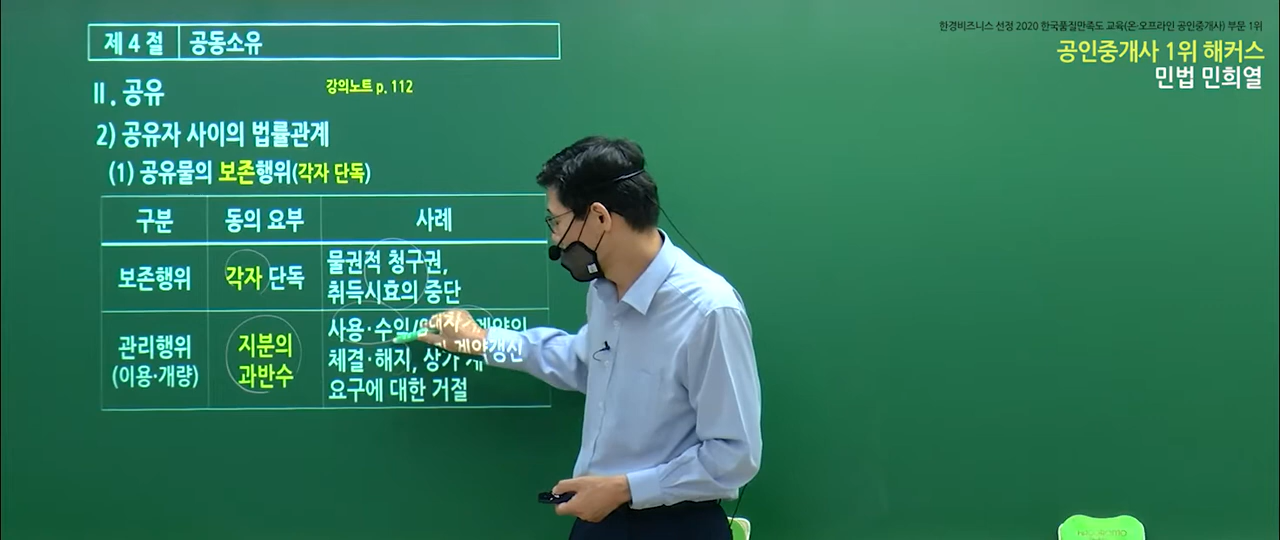 한경비즈니스 선정 2020 한국품질만족도 교육(온·오프라인 공인중개사) 부문 1위
공인중개사 1위 해커스
민법 민희열
제 4 절 공동소유
Ⅱ. 공유 강의노트 p. 112
2) 공유자 사이의 법률관계
(1) 공유물의 보존행위(각자 단독)
구분 동의 요부 사례
보존행위 각자 단독 물권적 청구권,
취득시효의 중단
관리행위
(이용·개량)
지분의
과반수
사용·수익/임대차 계약의
체결·해지, 상가 계약갱신
요구에 대한 거절